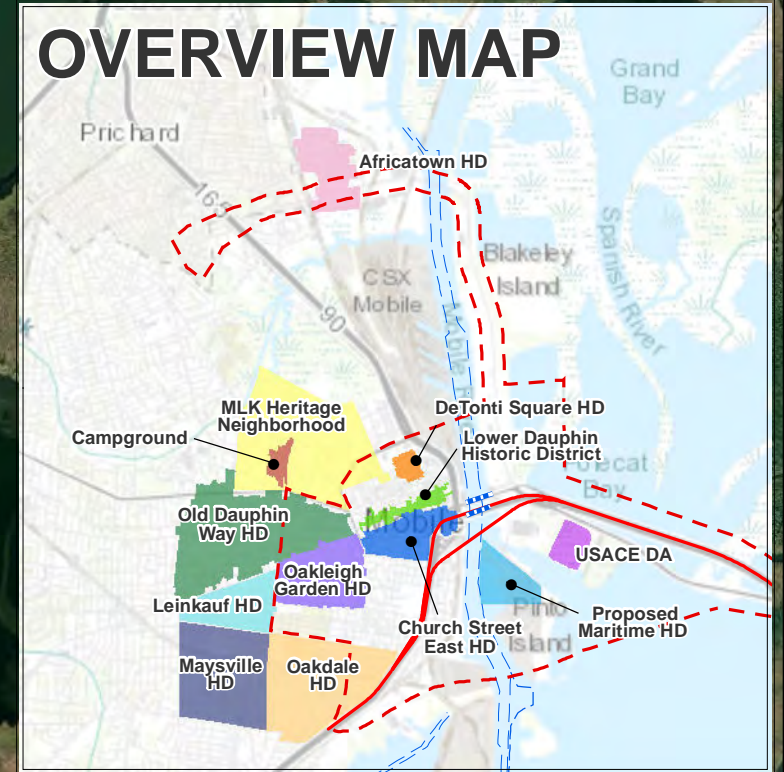 OVERVIEW MAP
Grand
Bay
Prichard
Africatown HD
165
Spanish River
Blakeley
Island
CSX
Mobile
90
MLK Heritage
Neighborhood
DeTonti Square HD
Campground
Lower Dauphin
Historic District
Polecat
Bay
Old Dauphin
Way HD
Mobile
USACE DA
Oakleigh
Garden HD
Leinkauf HD
Church Street
East HD
Pinto
Island
Proposed
Maritime HD
Maysville
HD
Oakdale
HD